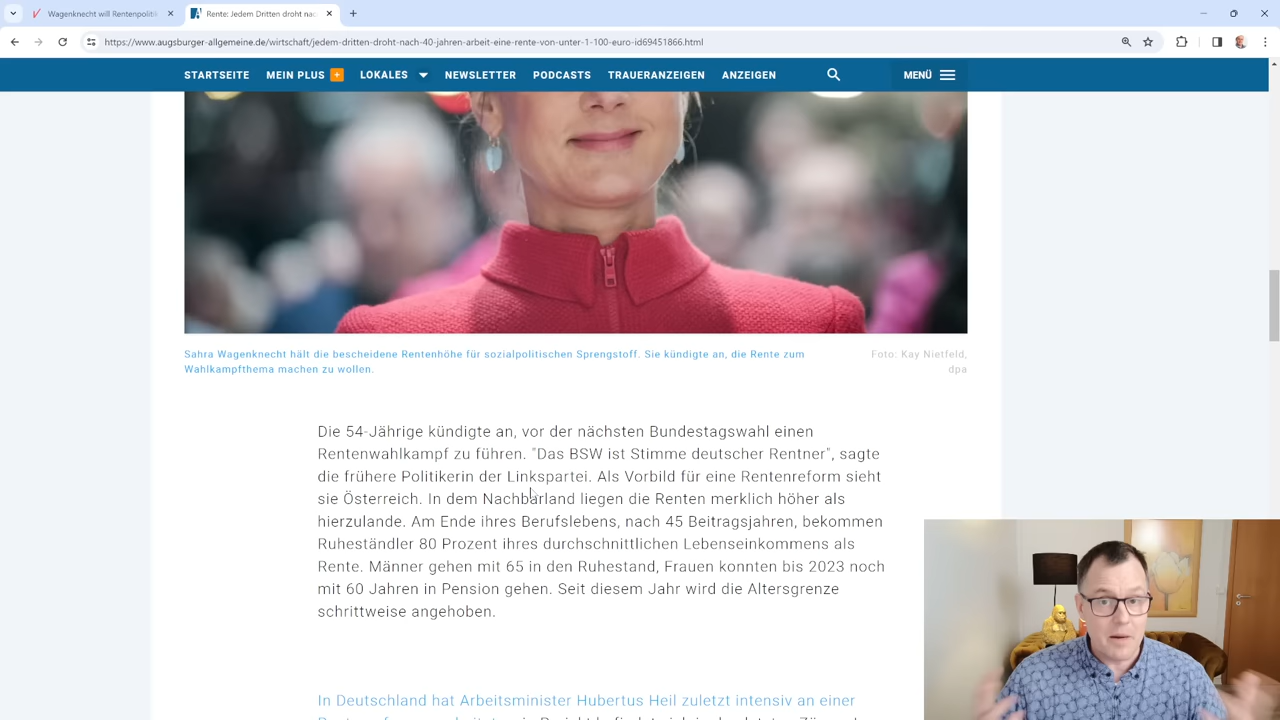 Wagenknecht will Rentenpolitik
Rente: Jedem Dritten droht nac
https://www.augsburger-allgemeine.de/wirtschaft/jedem-dritten-droht-nach-40-jahren-arbeit-eine-rente-von-unter-1-100-euro-id69451866.html
STARTSEITE MEIN PLUS + LOKALES NEWSLETTER PODCASTS TRAUERANZEIGEN ANZEIGEN MENÜ
Sahra Wagenknecht hält die bescheidene Rentenhöhe für sozialpolitischen Sprengstoff. Sie kündigte an, die Rente zum
Wahlkampfthema machen zu wollen.
Foto: Kay Nietfeld,
dpa
Die 54-Jährige kündigte an, vor der nächsten Bundestagswahl einen
Rentenwahlkampf zu führen. "Das BSW ist Stimme deutscher Rentner", sagte
die frühere Politikerin der Linkspartei. Als Vorbild für eine Rentenreform sieht
sie Österreich. In dem Nachbarland liegen die Renten merklich höher als
hierzulande. Am Ende ihres Berufslebens, nach 45 Beitragsjahren, bekommen
Ruheständler 80 Prozent ihres durchschnittlichen Lebenseinkommens als
Rente. Männer gehen mit 65 in den Ruhestand, Frauen konnten bis 2023 noch
mit 60 Jahren in Pension gehen. Seit diesem Jahr wird die Altersgrenze
schrittweise angehoben.
In Deutschland hat Arbeitsminister Hubertus Heil zuletzt intensiv an einer